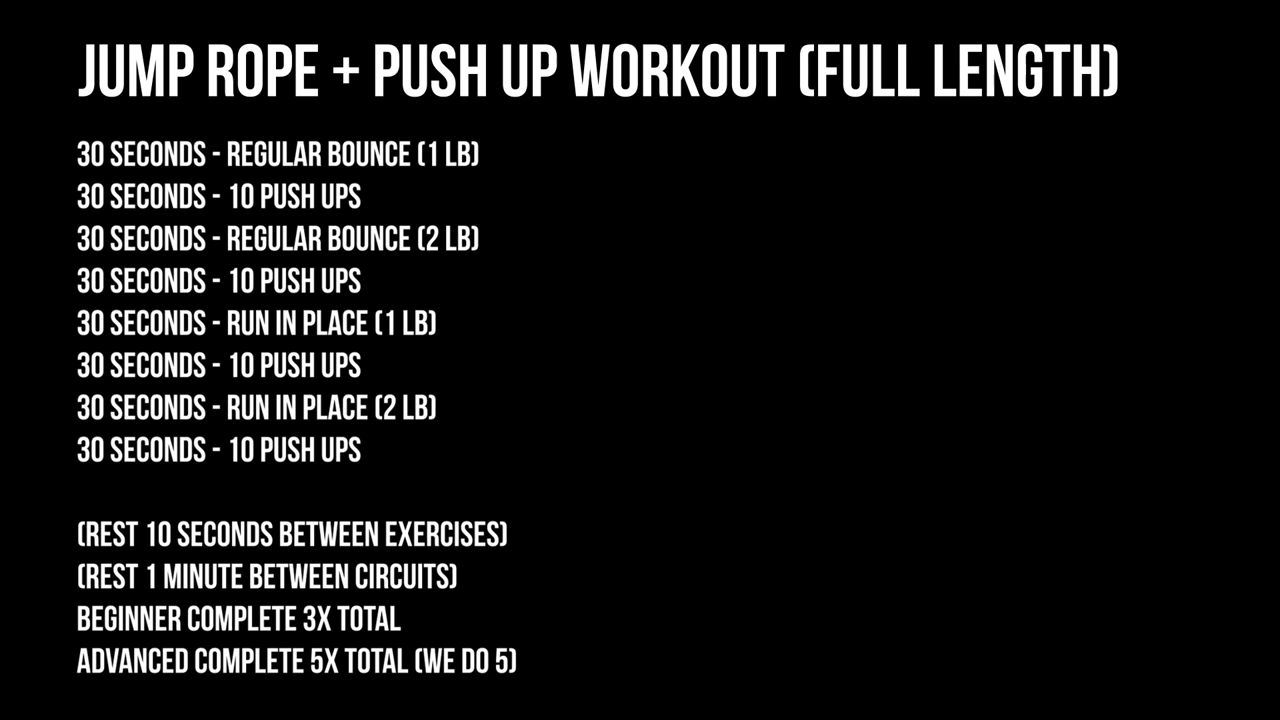 JUMP ROPE + PUSH UP WORKOUT (FULL LENGTH)
30 SECONDS - REGULAR BOUNCE (1 LB)
30 SECONDS - 10 PUSH UPS
30 SECONDS - REGULAR BOUNCE (2 LB)
30 SECONDS - 10 PUSH UPS
30 SECONDS - RUN IN PLACE (1 LB)
30 SECONDS - 10 PUSH UPS
30 SECONDS - RUN IN PLACE (2 LB)
30 SECONDS - 10 PUSH UPS
(REST 10 SECONDS BETWEEN EXERCISES)
(REST 1 MINUTE BETWEEN CIRCUITS)
BEGINNER COMPLETE 3X TOTAL
ADVANCED COMPLETE 5X TOTAL (WE DO 5)